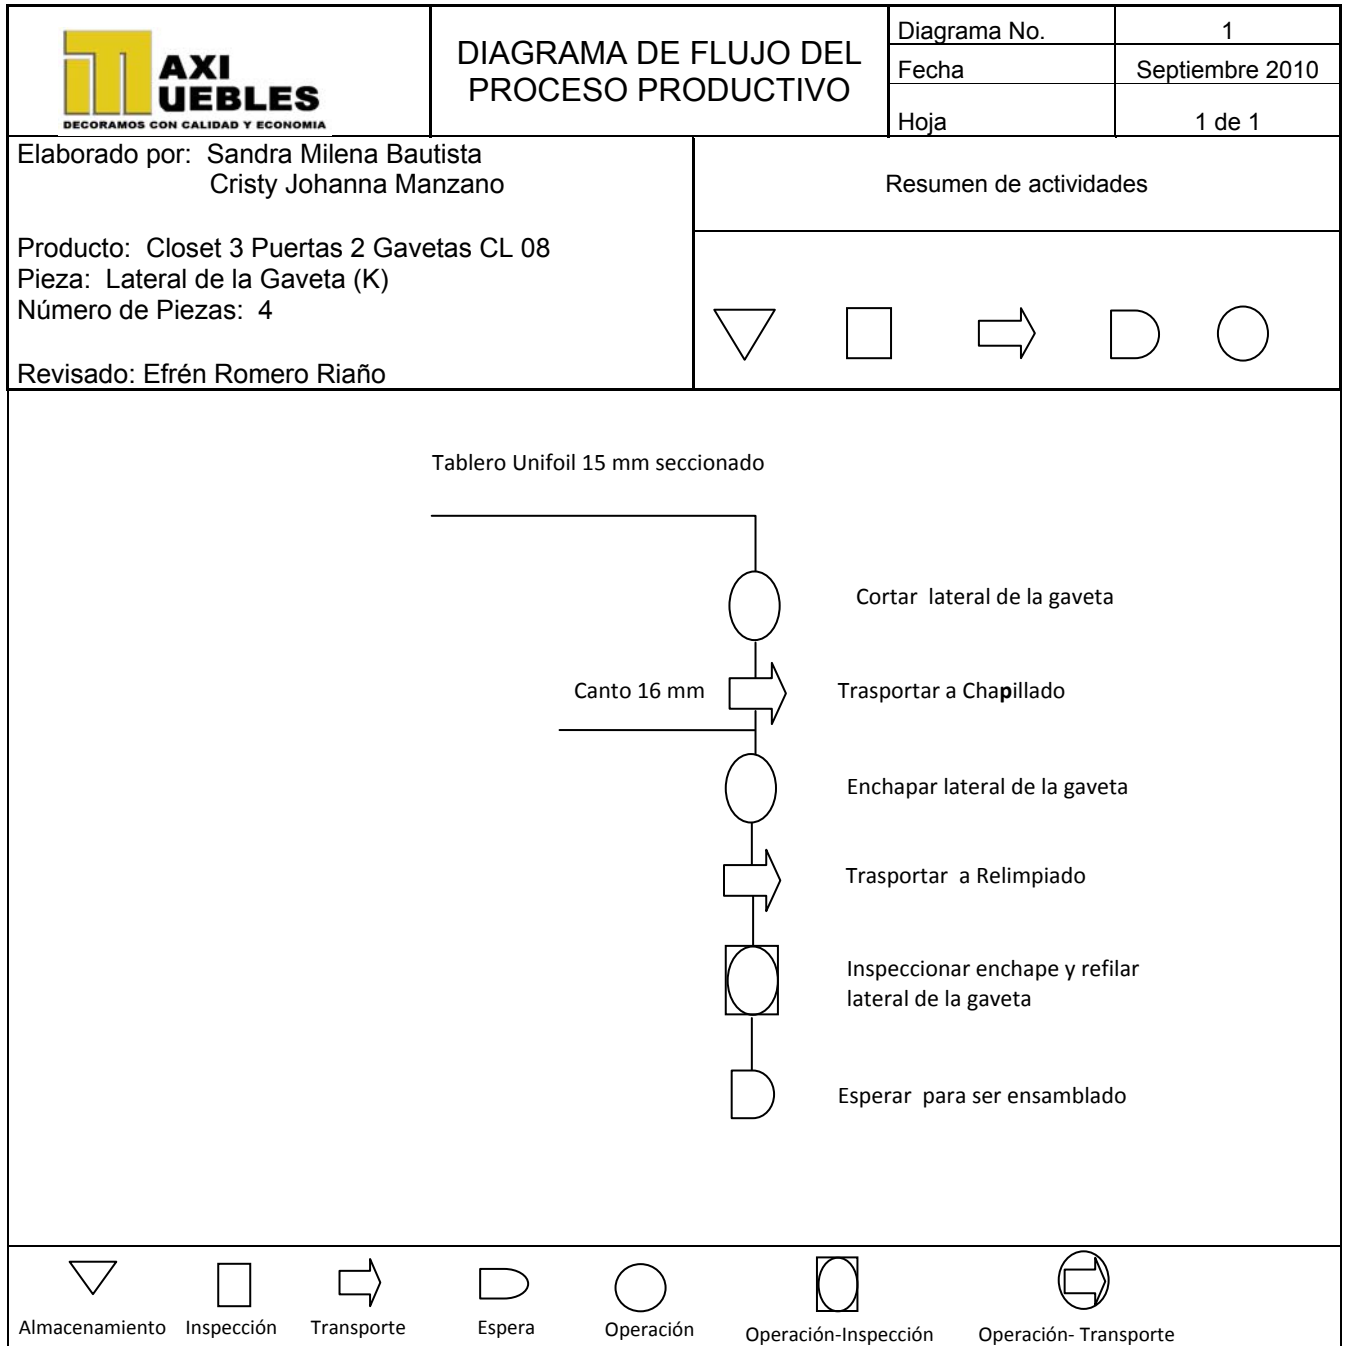 AXI
UEBLES
DECORAMOS CON CALIDAD Y ECONOMIA
DIAGRAMA DE FLUJO DEL
PROCESO PRODUCTIVO
Diagrama No. 1
Fecha Septiembre 2010
Hoja 1 de 1
Elaborado por: Sandra Milena Bautista
Cristy Johanna Manzano
Producto: Closet 3 Puertas 2 Gavetas CL 08
Pieza: Lateral de la Gaveta (K)
Número de Piezas: 4
Revisado: Efrén Romero Riaño
Resumen de actividades
Tablero Unifoil 15 mm seccionado
Cortar lateral de la gaveta
Canto 16 mm
Trasportar a Chapillado
Enchapar lateral de la gaveta
Trasportar a Relimpiado
Inspeccionar enchape y refilar
lateral de la gaveta
Esperar para ser ensamblado
Almacenamiento Inspección Transporte Espera Operación Operación-Inspección Operación- Transporte